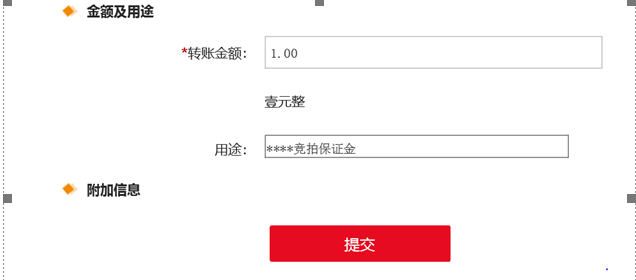 金额及用途
*转账金额： 1.00
壹元整
用途： ****竞拍保证金
附加信息
提交